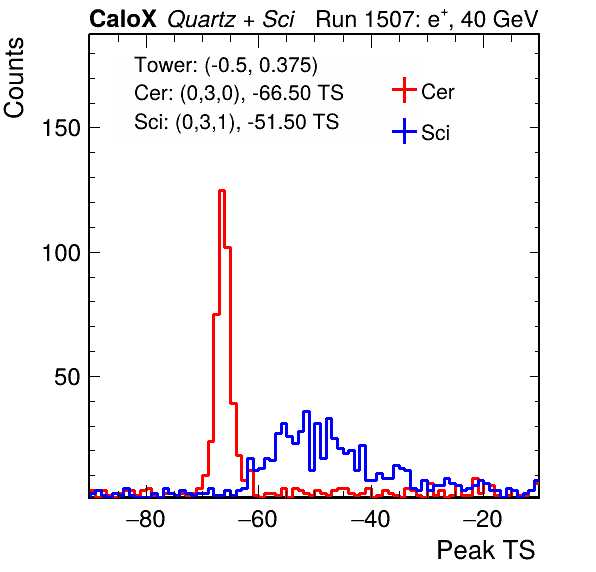 CaloX Quartz + Sci Run 1507: e+, 40 GeV
Tower: (-0.5, 0.375)
Cer: (0,3,0), -66.50 TS
Sci: (0,3,1), -51.50 TS
Cer
Sci
Counts
150
100
50
−80 −60 −40 −20
Peak TS